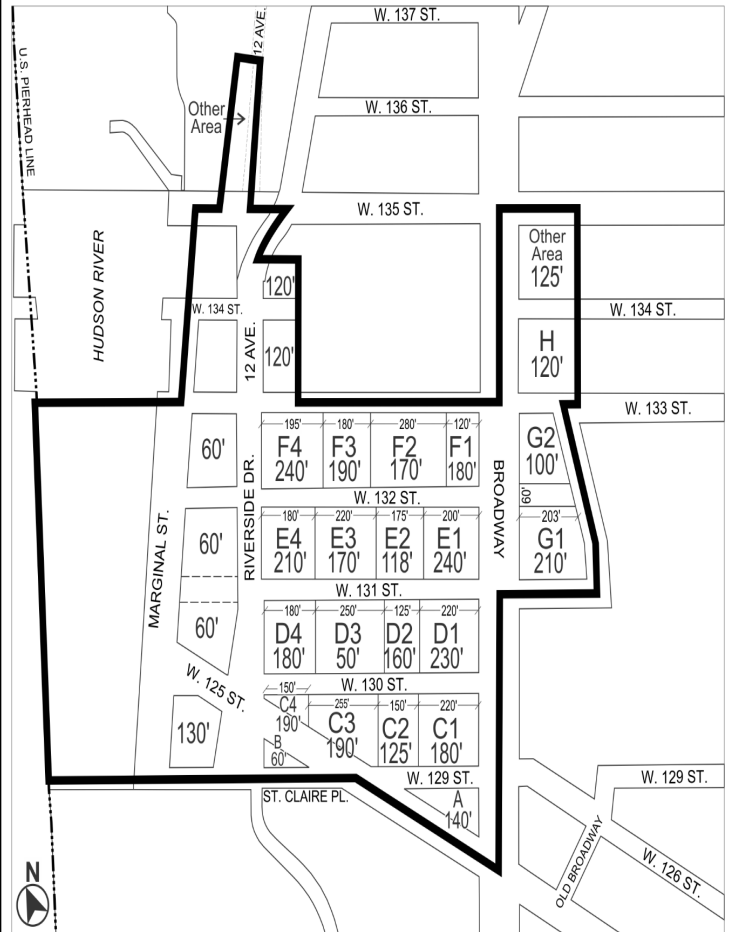 W. 137 ST.
12 AVE.
U.S. PIERHEAD LINE
Other
Area
W. 136 ST.
W. 135 ST.
HUDSON RIVER
Other
Area
125'
120'
W. 134 ST.
W. 134 ST.
12 AVE.
120'
H
120'
W. 133 ST.
60'
195'
F4
240'
180'
F3
190'
280'
F2
170'
120'
F1
180'
G2
100'
RIVERSIDE DR.
BROADWAY
W. 132 ST.
60'
MARGINAL ST.
60'
180'
E4
210'
220'
E3
170'
175'
E2
118'
200'
E1
240'
203'
G1
210'
W. 131 ST.
60'
180'
D4
180'
250'
D3
50'
125'
D2
160'
220'
D1
230'
W. 125 ST.
W. 130 ST.
130'
150'
C4
190'
255'
C3
190'
150'
C2
125'
220'
C1
180'
B
60'
W. 129 ST.
W. 129 ST.
ST. CLAIRE PL.
A
140'
OLD BROADWAY
W. 126 ST.
N